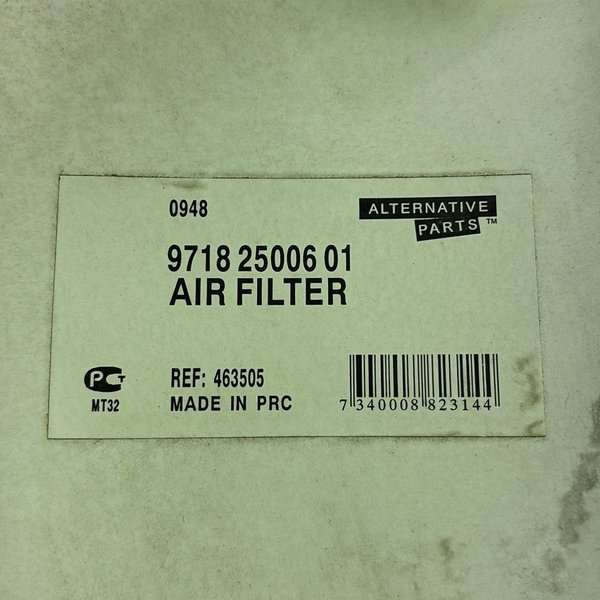 0948
ALTERNATIVE
PARTS™
9718 25006 01
AIR FILTER
РСТ
MT32
REF: 463505
MADE IN PRC
7 340008 823144